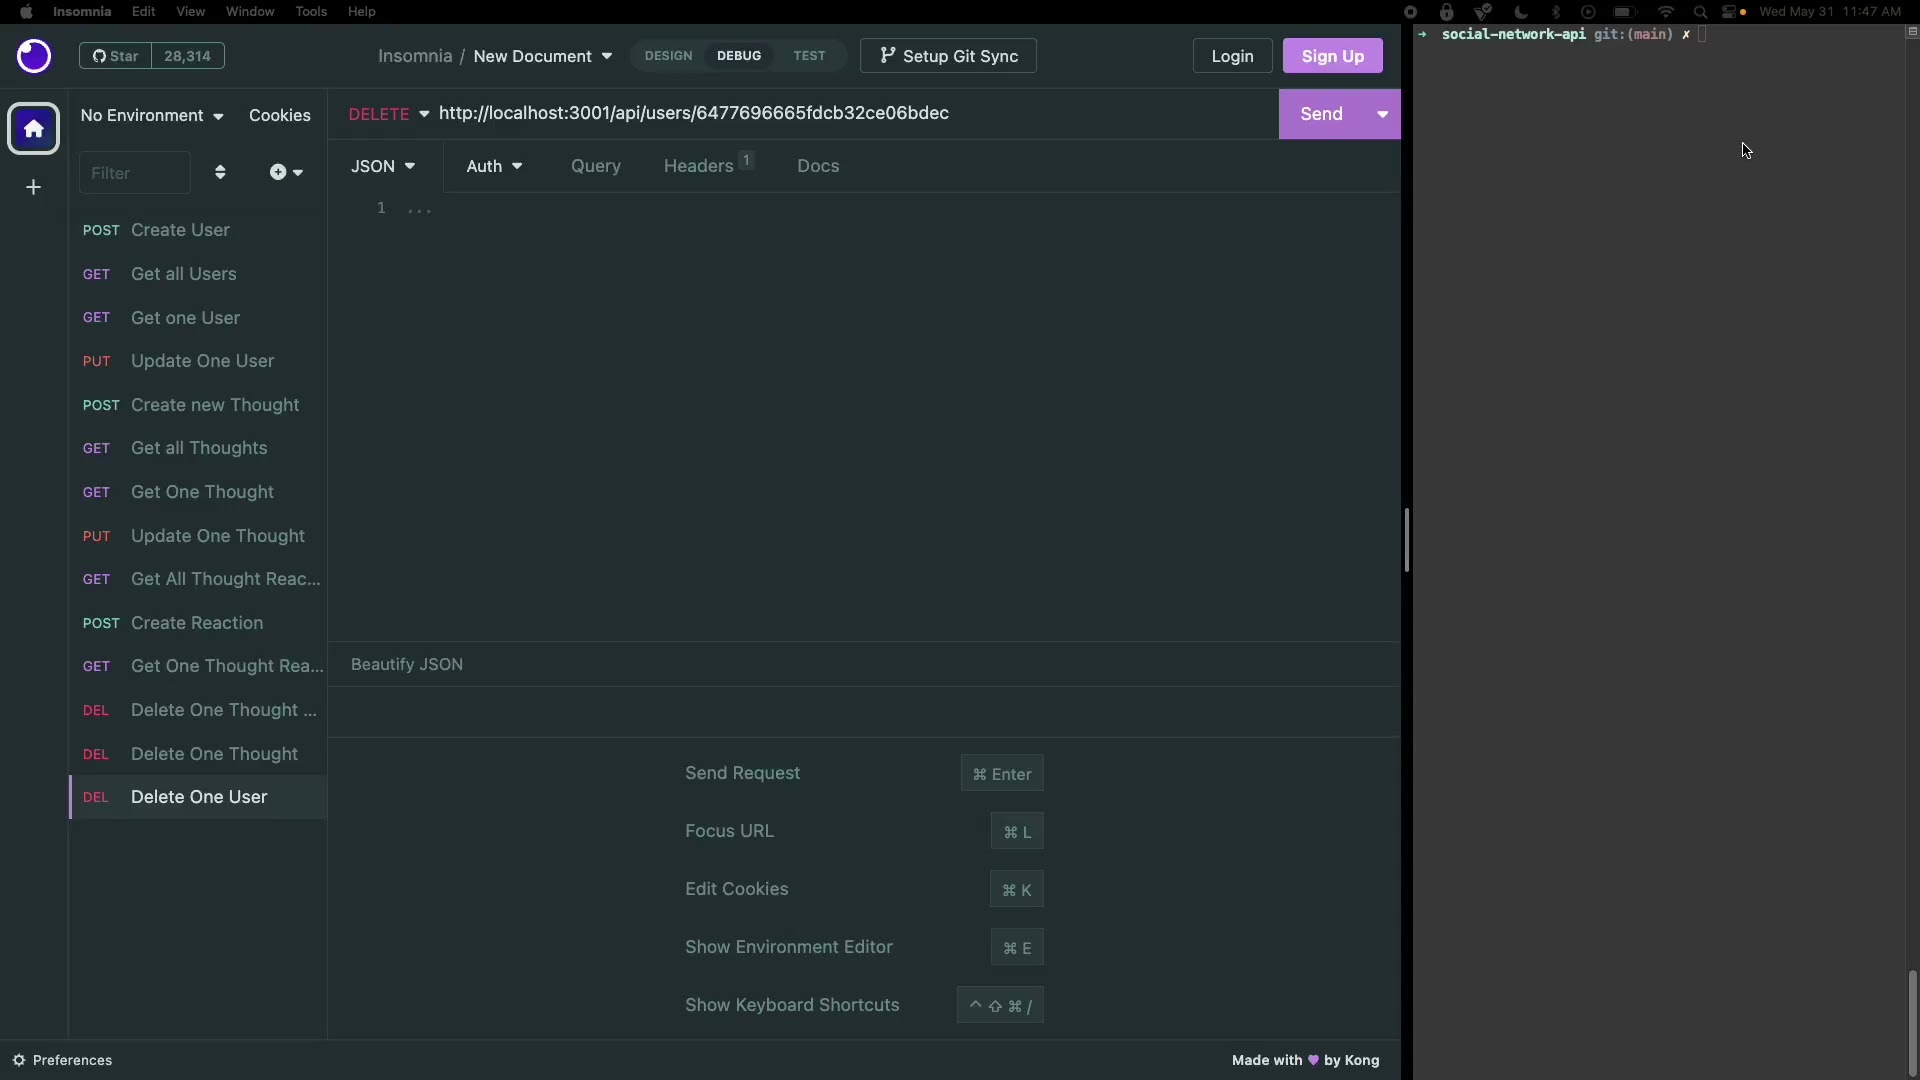 Insomnia Edit View Window Tools Help
Wed May 31 11:47 AM
Star 28,314
Insomnia / New Document
DESIGN DEBUG TEST
Setup Git Sync
Login
Sign Up
→ social-network-api git:(main) ✗
No Environment
Cookies
DELETE http://localhost:3001/api/users/6477696665fdcb32ce06bdec
Send
Filter
JSON Auth Query Headers 1 Docs
1 ...
POST Create User
GET Get all Users
GET Get one User
PUT Update One User
POST Create new Thought
GET Get all Thoughts
GET Get One Thought
PUT Update One Thought
GET Get All Thought Reac...
POST Create Reaction
GET Get One Thought Rea...
DEL Delete One Thought ...
DEL Delete One Thought
DEL Delete One User
Beautify JSON
Send Request ⌘ Enter
Focus URL ⌘ L
Edit Cookies ⌘ K
Show Environment Editor ⌘ E
Show Keyboard Shortcuts ^ ⇧ ⌘ /
Preferences
Made with ♥ by Kong